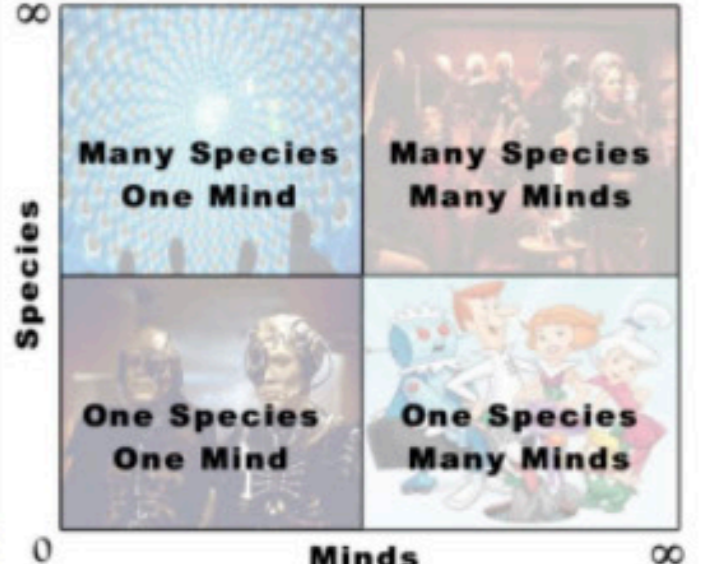 ∞
Many Species
One Mind
Many Species
Many Minds
Species
One Species
One Mind
One Species
Many Minds
0
Minds
∞